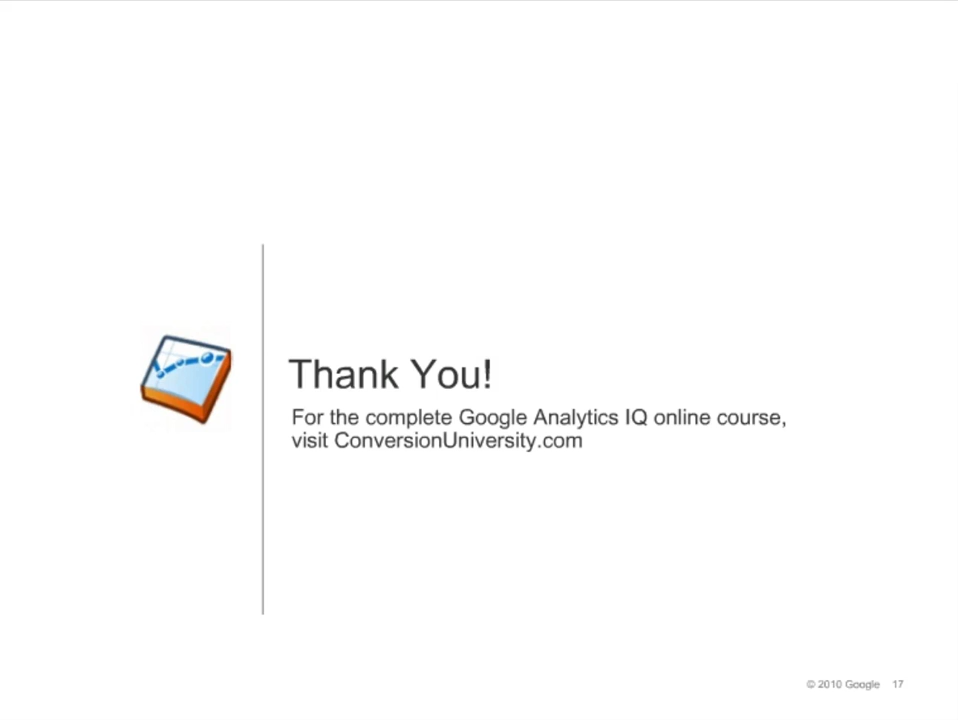 Thank You!
For the complete Google Analytics IQ online course,
visit ConversionUniversity.com
© 2010 Google 17